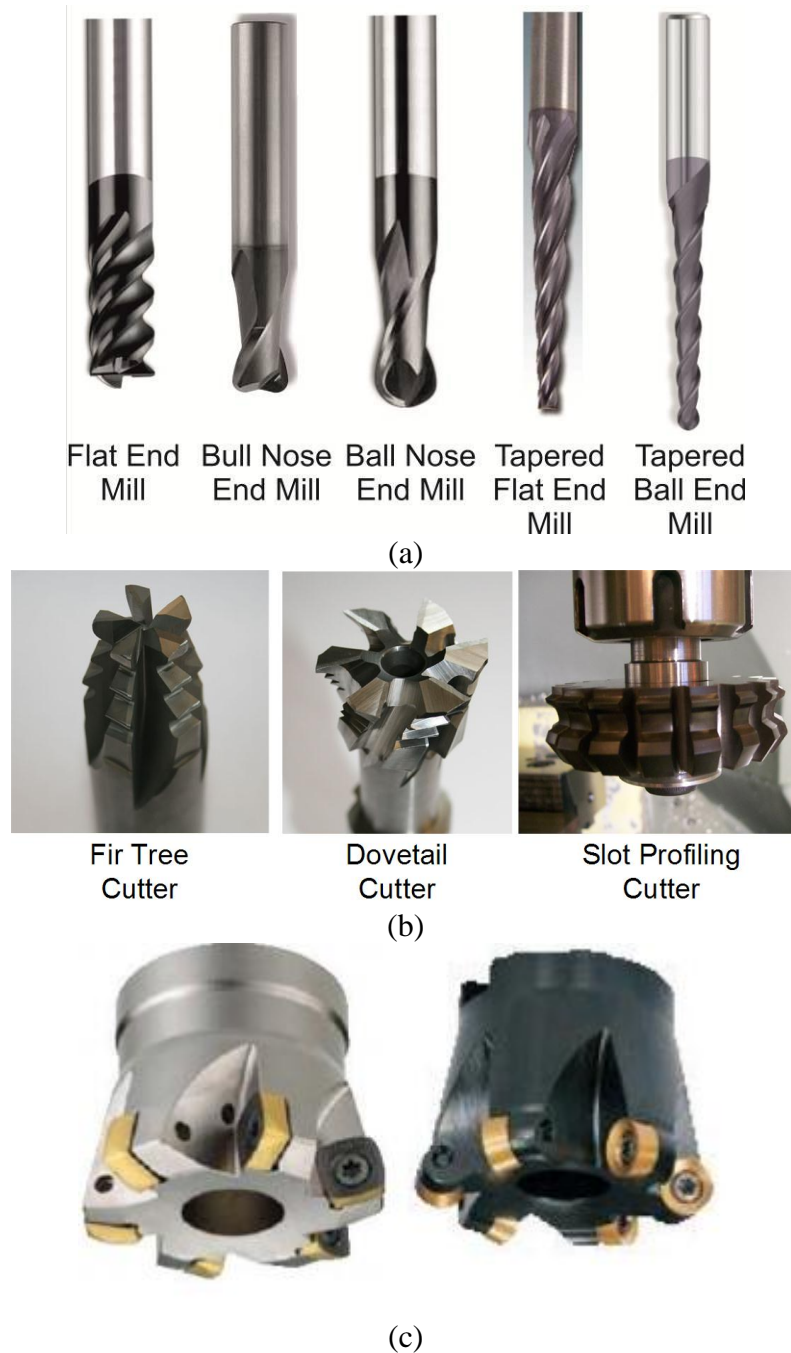 Flat End Bull Nose Ball Nose Tapered Tapered
Mill End Mill End Mill Flat End Ball End
Mill Mill
(a)
Fir Tree Dovetail Slot Profiling
Cutter Cutter Cutter
(b)
(c)